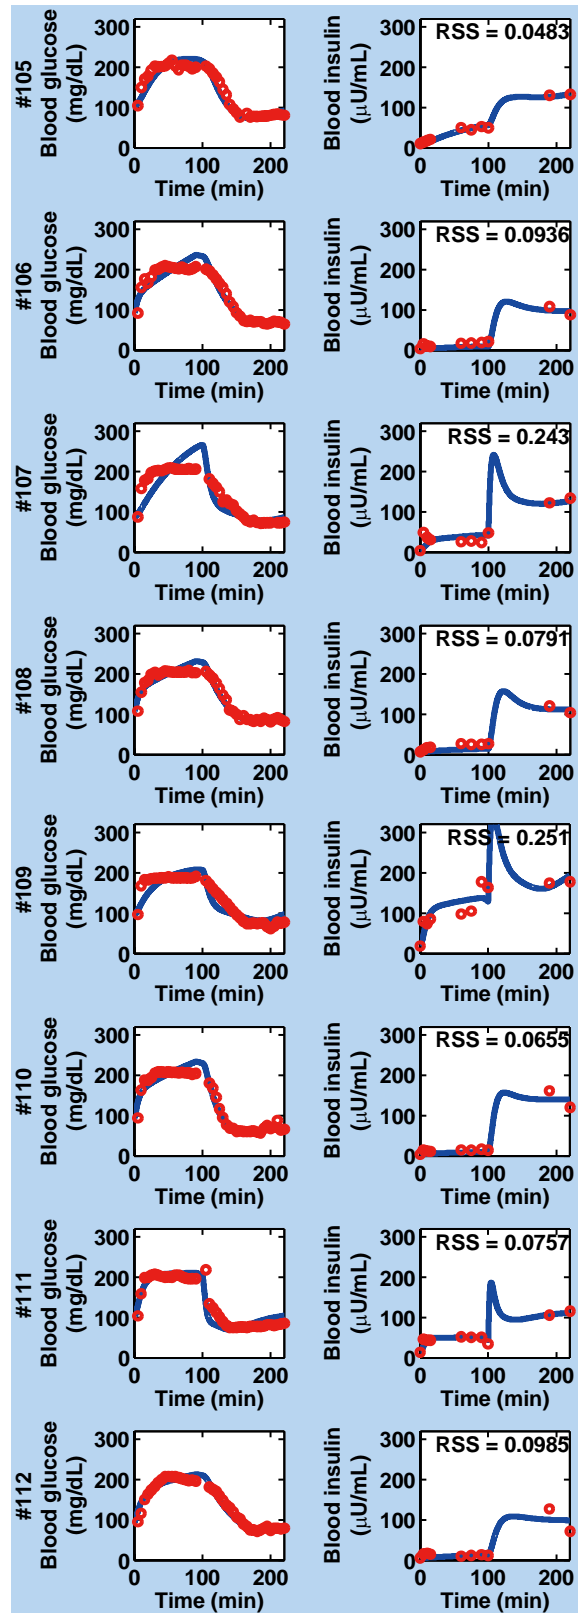 #105
Blood glucose
(mg/dL)
300
200
100
0
0 100 200
Time (min)
Blood insulin
(μU/mL)
300
200
100
0
0 100 200
Time (min)
RSS = 0.0483
#106
Blood glucose
(mg/dL)
300
200
100
0
0 100 200
Time (min)
Blood insulin
(μU/mL)
300
200
100
0
0 100 200
Time (min)
RSS = 0.0936
#107
Blood glucose
(mg/dL)
300
200
100
0
0 100 200
Time (min)
Blood insulin
(μU/mL)
300
200
100
0
0 100 200
Time (min)
RSS = 0.243
#108
Blood glucose
(mg/dL)
300
200
100
0
0 100 200
Time (min)
Blood insulin
(μU/mL)
300
200
100
0
0 100 200
Time (min)
RSS = 0.0791
#109
Blood glucose
(mg/dL)
300
200
100
0
0 100 200
Time (min)
Blood insulin
(μU/mL)
300
200
100
0
0 100 200
Time (min)
RSS = 0.251
#110
Blood glucose
(mg/dL)
300
200
100
0
0 100 200
Time (min)
Blood insulin
(μU/mL)
300
200
100
0
0 100 200
Time (min)
RSS = 0.0655
#111
Blood glucose
(mg/dL)
300
200
100
0
0 100 200
Time (min)
Blood insulin
(μU/mL)
300
200
100
0
0 100 200
Time (min)
RSS = 0.0757
#112
Blood glucose
(mg/dL)
300
200
100
0
0 100 200
Time (min)
Blood insulin
(μU/mL)
300
200
100
0
0 100 200
Time (min)
RSS = 0.0985